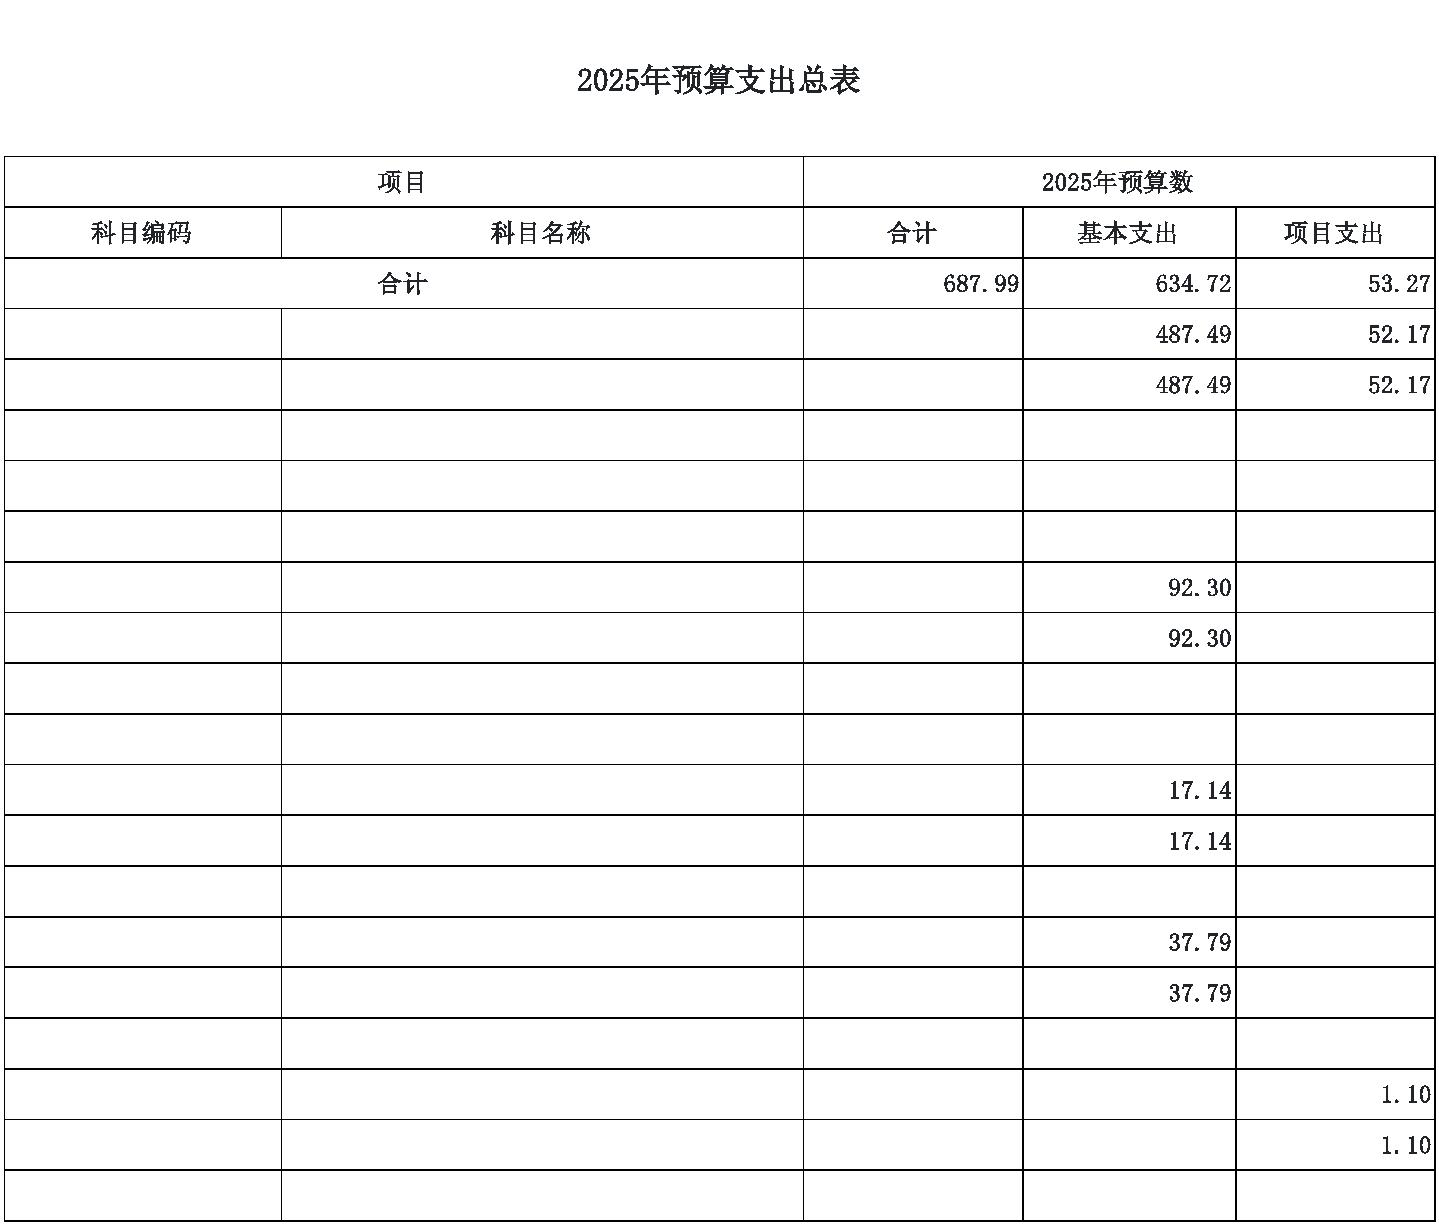 2025年预算支出总表
项目 2025年预算数
科目编码 科目名称 合计 基本支出 项目支出
合计 687.99 634.72 53.27
487.49 52.17
487.49 52.17
92.30
92.30
17.14
17.14
37.79
37.79
1.10
1.10